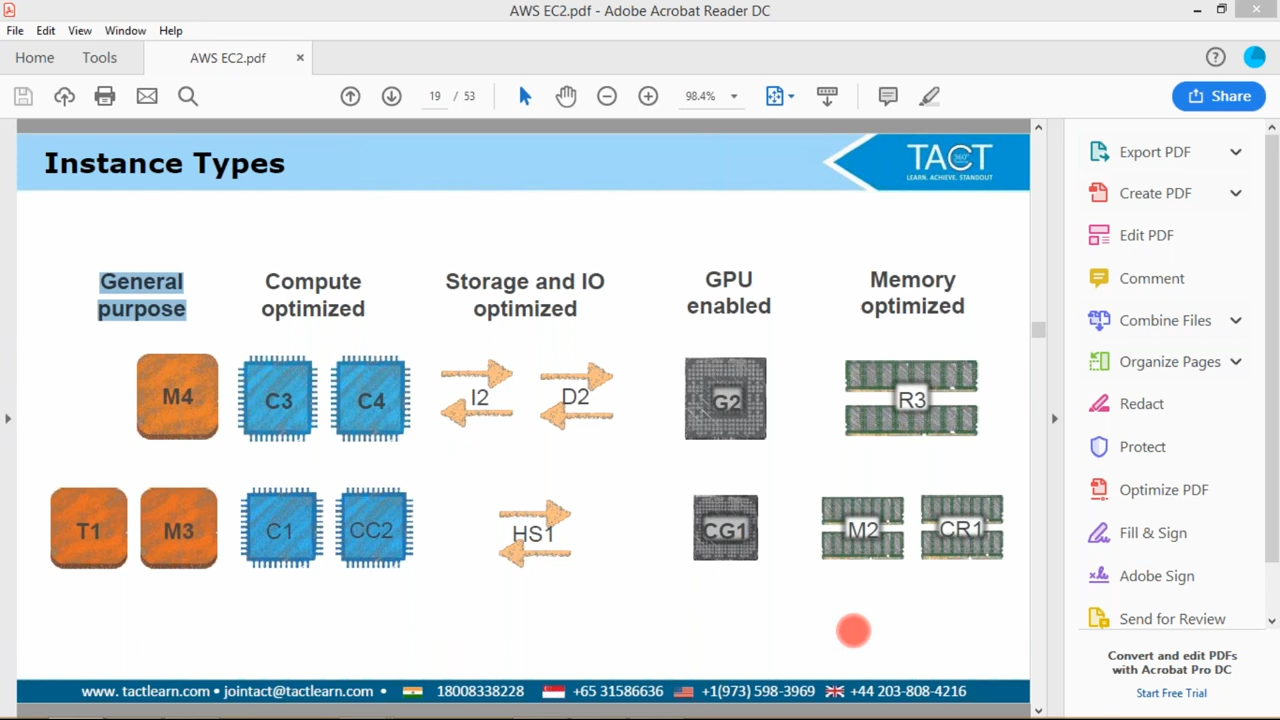 AWS EC2.pdf - Adobe Acrobat Reader DC
File Edit View Window Help
Home Tools AWS EC2.pdf ×
19 / 53 98.4% Share
Instance Types
TACT
360°
LEARN. ACHIEVE. STANDOUT
General
purpose
Compute
optimized
Storage and IO
optimized
GPU
enabled
Memory
optimized
M4 C3 C4 I2 D2 G2 R3
T1 M3 C1 CC2 HS1 CG1 M2 CR1
www. tactlearn.com • jointact@tactlearn.com • 18008338228 +65 31586636 +1(973) 598-3969 +44 203-808-4216
Export PDF
Create PDF
Edit PDF
Comment
Combine Files
Organize Pages
Redact
Protect
Optimize PDF
Fill & Sign
Adobe Sign
Send for Review
Convert and edit PDFs
with Acrobat Pro DC
Start Free Trial